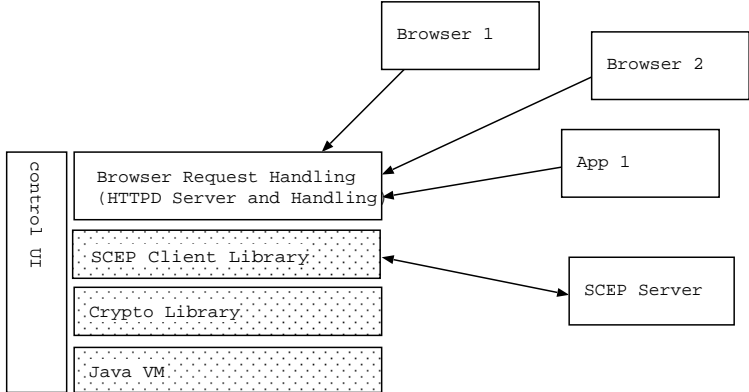 Browser 1
Browser 2
App 1
control UI
Browser Request Handling
(HTTPD Server and Handling)
SCEP Client Library
SCEP Server
Crypto Library
Java VM